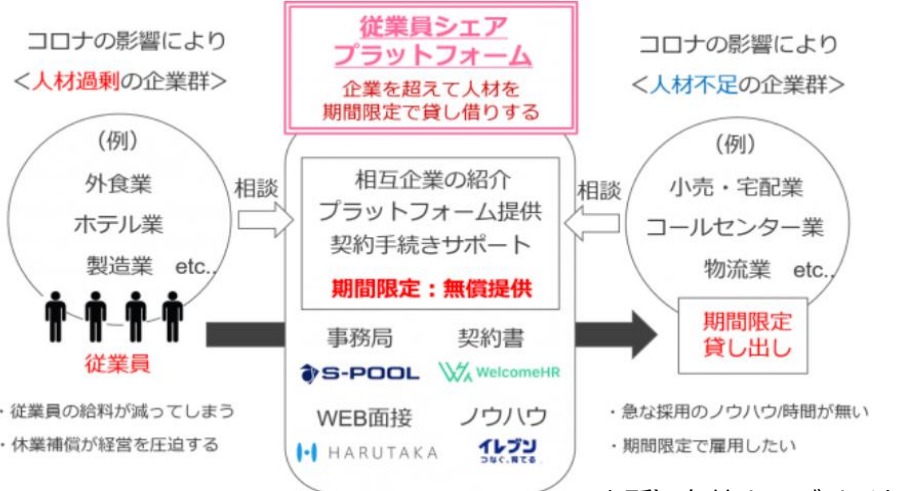 従業員シェア
プラットフォーム
企業を超えて人材を
期間限定で貸し借りする
コロナの影響により
<人材過剰の企業群>
(例)
外食業
ホテル業
製造業 etc..
従業員
・従業員の給料が減ってしまう
・休業補償が経営を圧迫する
相談
相互企業の紹介
プラットフォーム提供
契約手続きサポート
期間限定:無償提供
事務局 契約書
S-POOL WelcomeHR
WEB面接 ノウハウ
HARUTAKA イレブン
つなぐ、育てる
相談
コロナの影響により
<人材不足の企業群>
(例)
小売・宅配業
コールセンター業
物流業 etc..
期間限定
貸し出し
・急な採用のノウハウ/時間が無い
・期間限定で雇用したい